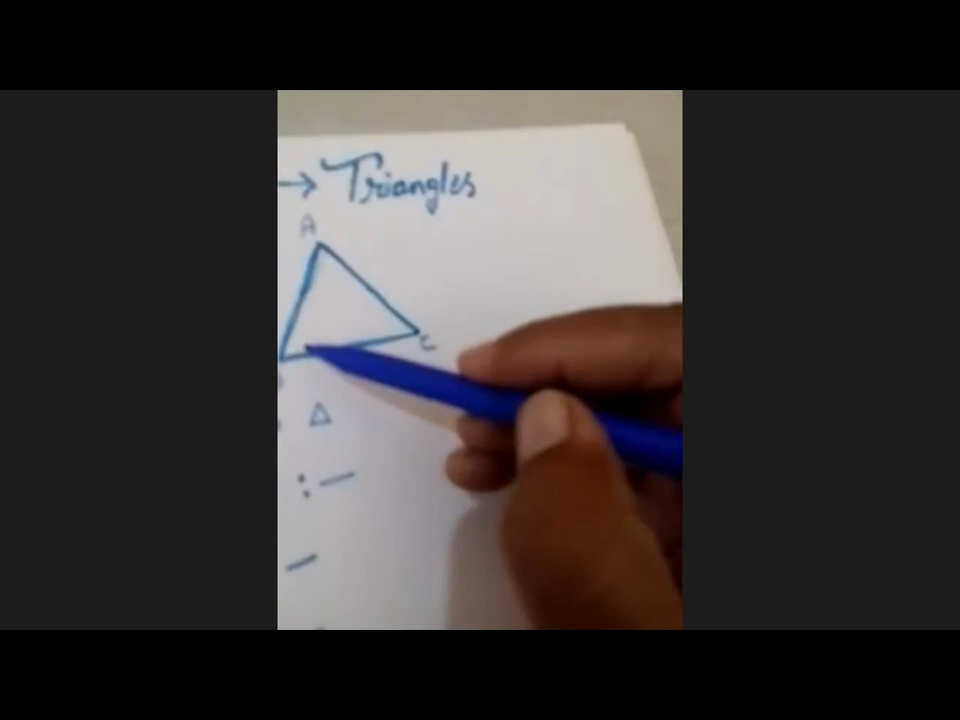 → Triangles
A
C
Δ
: —
—